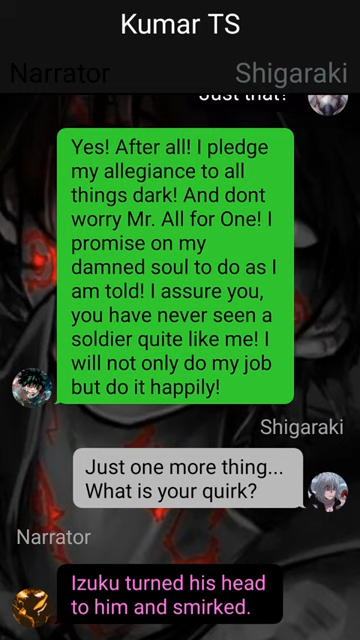 Kumar TS
Narrator
Shigaraki
Just that?
Yes! After all! I pledge
my allegiance to all
things dark! And dont
worry Mr. All for One! I
promise on my
damned soul to do as I
am told! I assure you,
you have never seen a
soldier quite like me! I
will not only do my job
but do it happily!
Shigaraki
Just one more thing...
What is your quirk?
Narrator
Izuku turned his head
to him and smirked.